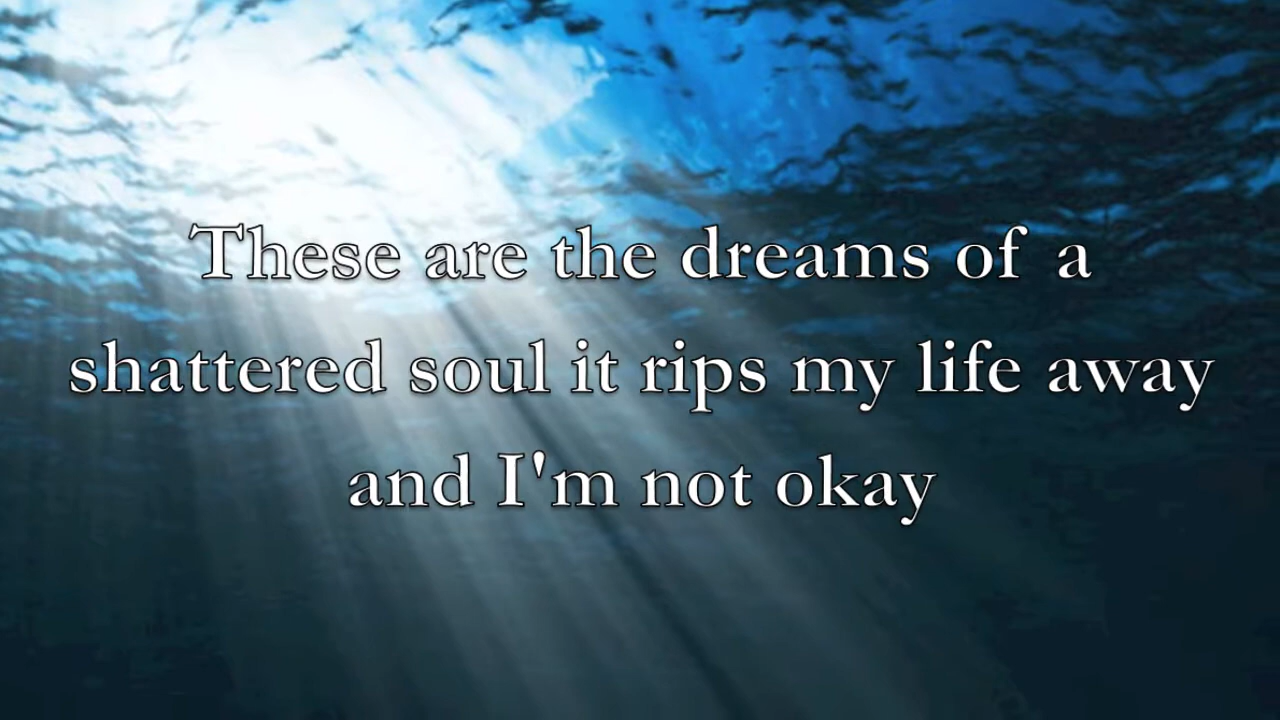 These are the dreams of a
shattered soul it rips my life away
and I'm not okay